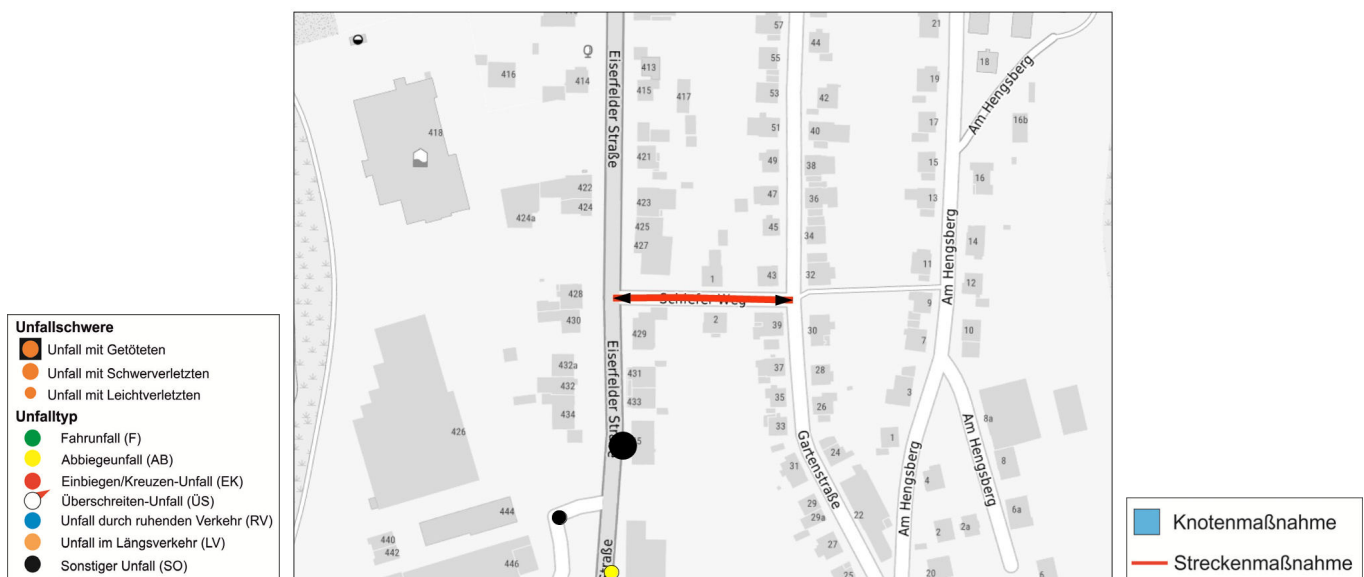 57
21
44
Eiserfelder Straße
413
55
18
Am Hengsberg
416
414
19
415
417
53
42
16b
51
17
40
418
421
49
38
15
16
422
47
13
36
424
423
424a
425
45
34
Am Hengsberg
14
427
11
1
43
32
12
428
Schiefer Weg
9
430
2
39
30
10
429
7
Eiserfelder Straße
432a
37
28
431
3
432
433
35
26
8a
434
426
33
Gartenstraße
1
24
Am Hengsberg
Am Hengsberg
31
8
4
444
29
22
6a
29a
2
2a
440
442
27
446
25
20
Unfallschwere
Unfall mit Getöteten
Unfall mit Schwerverletzten
Unfall mit Leichtverletzten
Unfalltyp
Fahrunfall (F)
Abbiegeunfall (AB)
Einbiegen/Kreuzen-Unfall (EK)
Überschreiten-Unfall (ÜS)
Unfall durch ruhenden Verkehr (RV)
Unfall im Längsverkehr (LV)
Sonstiger Unfall (SO)
Knotenmaßnahme
Streckenmaßnahme